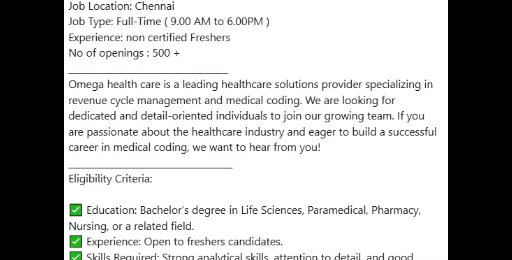 Job Location: Chennai
Job Type: Full-Time ( 9.00 AM to 6.00PM )
Experience: non certified Freshers
No of openings : 500 +
Omega health care is a leading healthcare solutions provider specializing in
revenue cycle management and medical coding. We are looking for
dedicated and detail-oriented individuals to join our growing team. If you
are passionate about the healthcare industry and eager to build a successful
career in medical coding, we want to hear from you!
Eligibility Criteria:
✅ Education: Bachelor's degree in Life Sciences, Paramedical, Pharmacy,
Nursing, or a related field.
✅ Experience: Open to freshers candidates.
✅ Skills Required: Strong analytical skills, attention to detail, and good